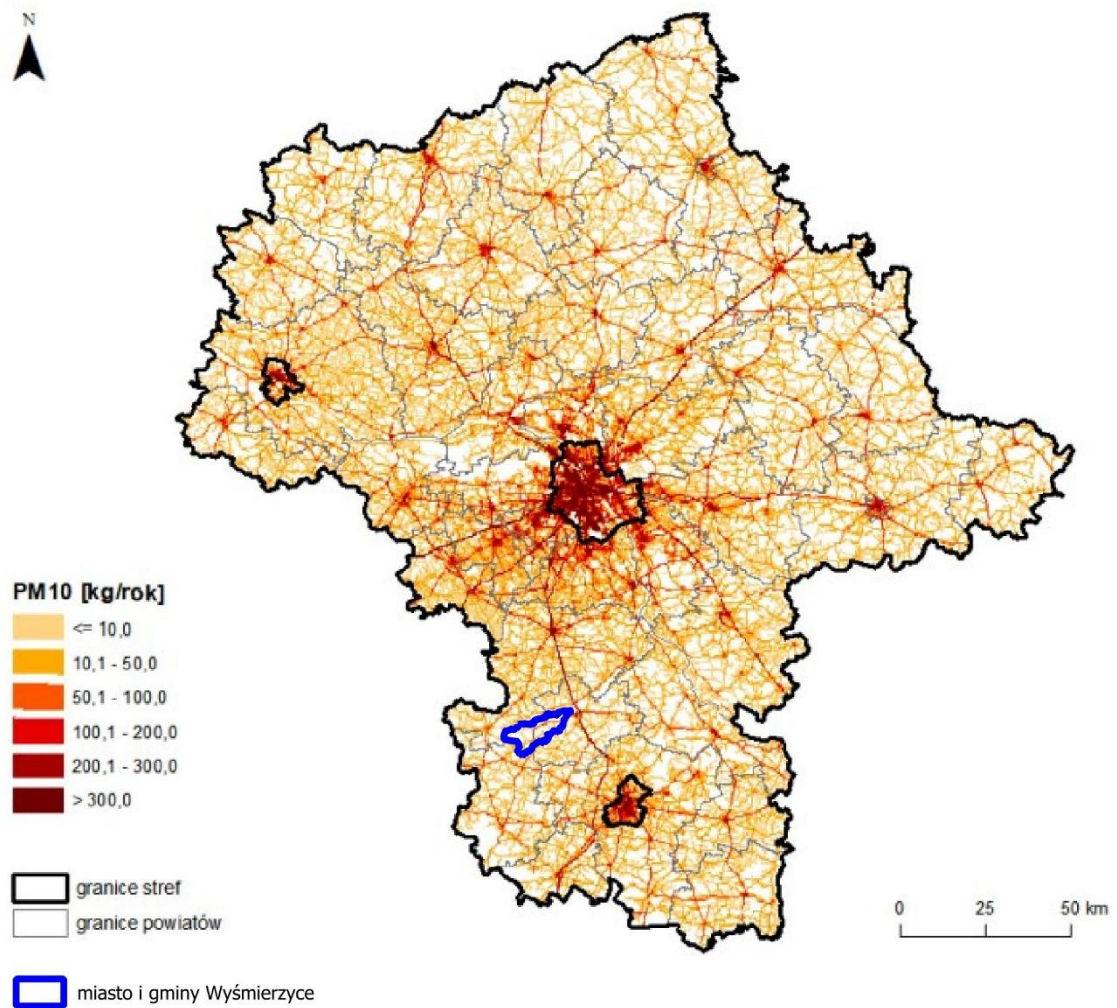 N
PM10 [kg/rok]
<= 10,0
10,1 - 50,0
50,1 - 100,0
100,1 - 200,0
200,1 - 300,0
> 300,0
granice stref
granice powiatów
miasto i gminy Wyśmierzyce
0 25 50 km